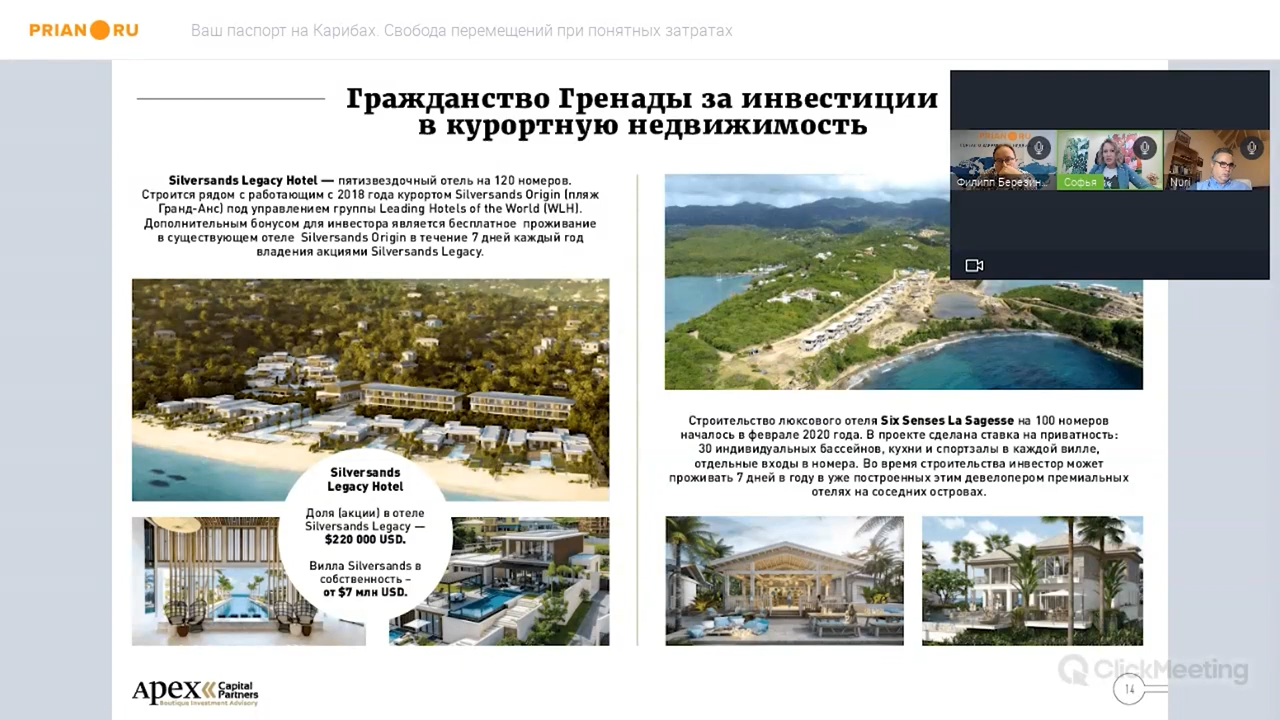 PRIAN RU
Ваш паспорт на Карибах. Свобода перемещений при понятных затратах
Гражданство Гренады за инвестиции
в курортную недвижимость
Silversands Legacy Hotel — пятизвездочный отель на 120 номеров.
Строится рядом с работающим с 2018 года курортом Silversands Origin (пляж
Гранд-Анс) под управлением группы Leading Hotels of the World (WLH).
Дополнительным бонусом для инвестора является бесплатное проживание
в существующем отеле Silversands Origin в течение 7 дней каждый год
владения акциями Silversands Legacy.
Silversands
Legacy Hotel
Доля (акции) в отеле
Silversands Legacy —
$220 000 USD.
Вилла Silversands в
собственность –
от $7 млн USD.
Филипп Березин...
Софья
Nuri
Строительство люксового отеля Six Senses La Sagesse на 100 номеров
началось в феврале 2020 года. В проекте сделана ставка на приватность:
30 индивидуальных бассейнов, кухни и спортзалы в каждой вилле,
отдельные входы в номера. Во время строительства инвестор может
проживать 7 дней в году в уже построенных этим девелопером премиальных
отелях на соседних островах.
Apex Capital
Partners
Boutique Investment Advisory
ClickMeeting
14